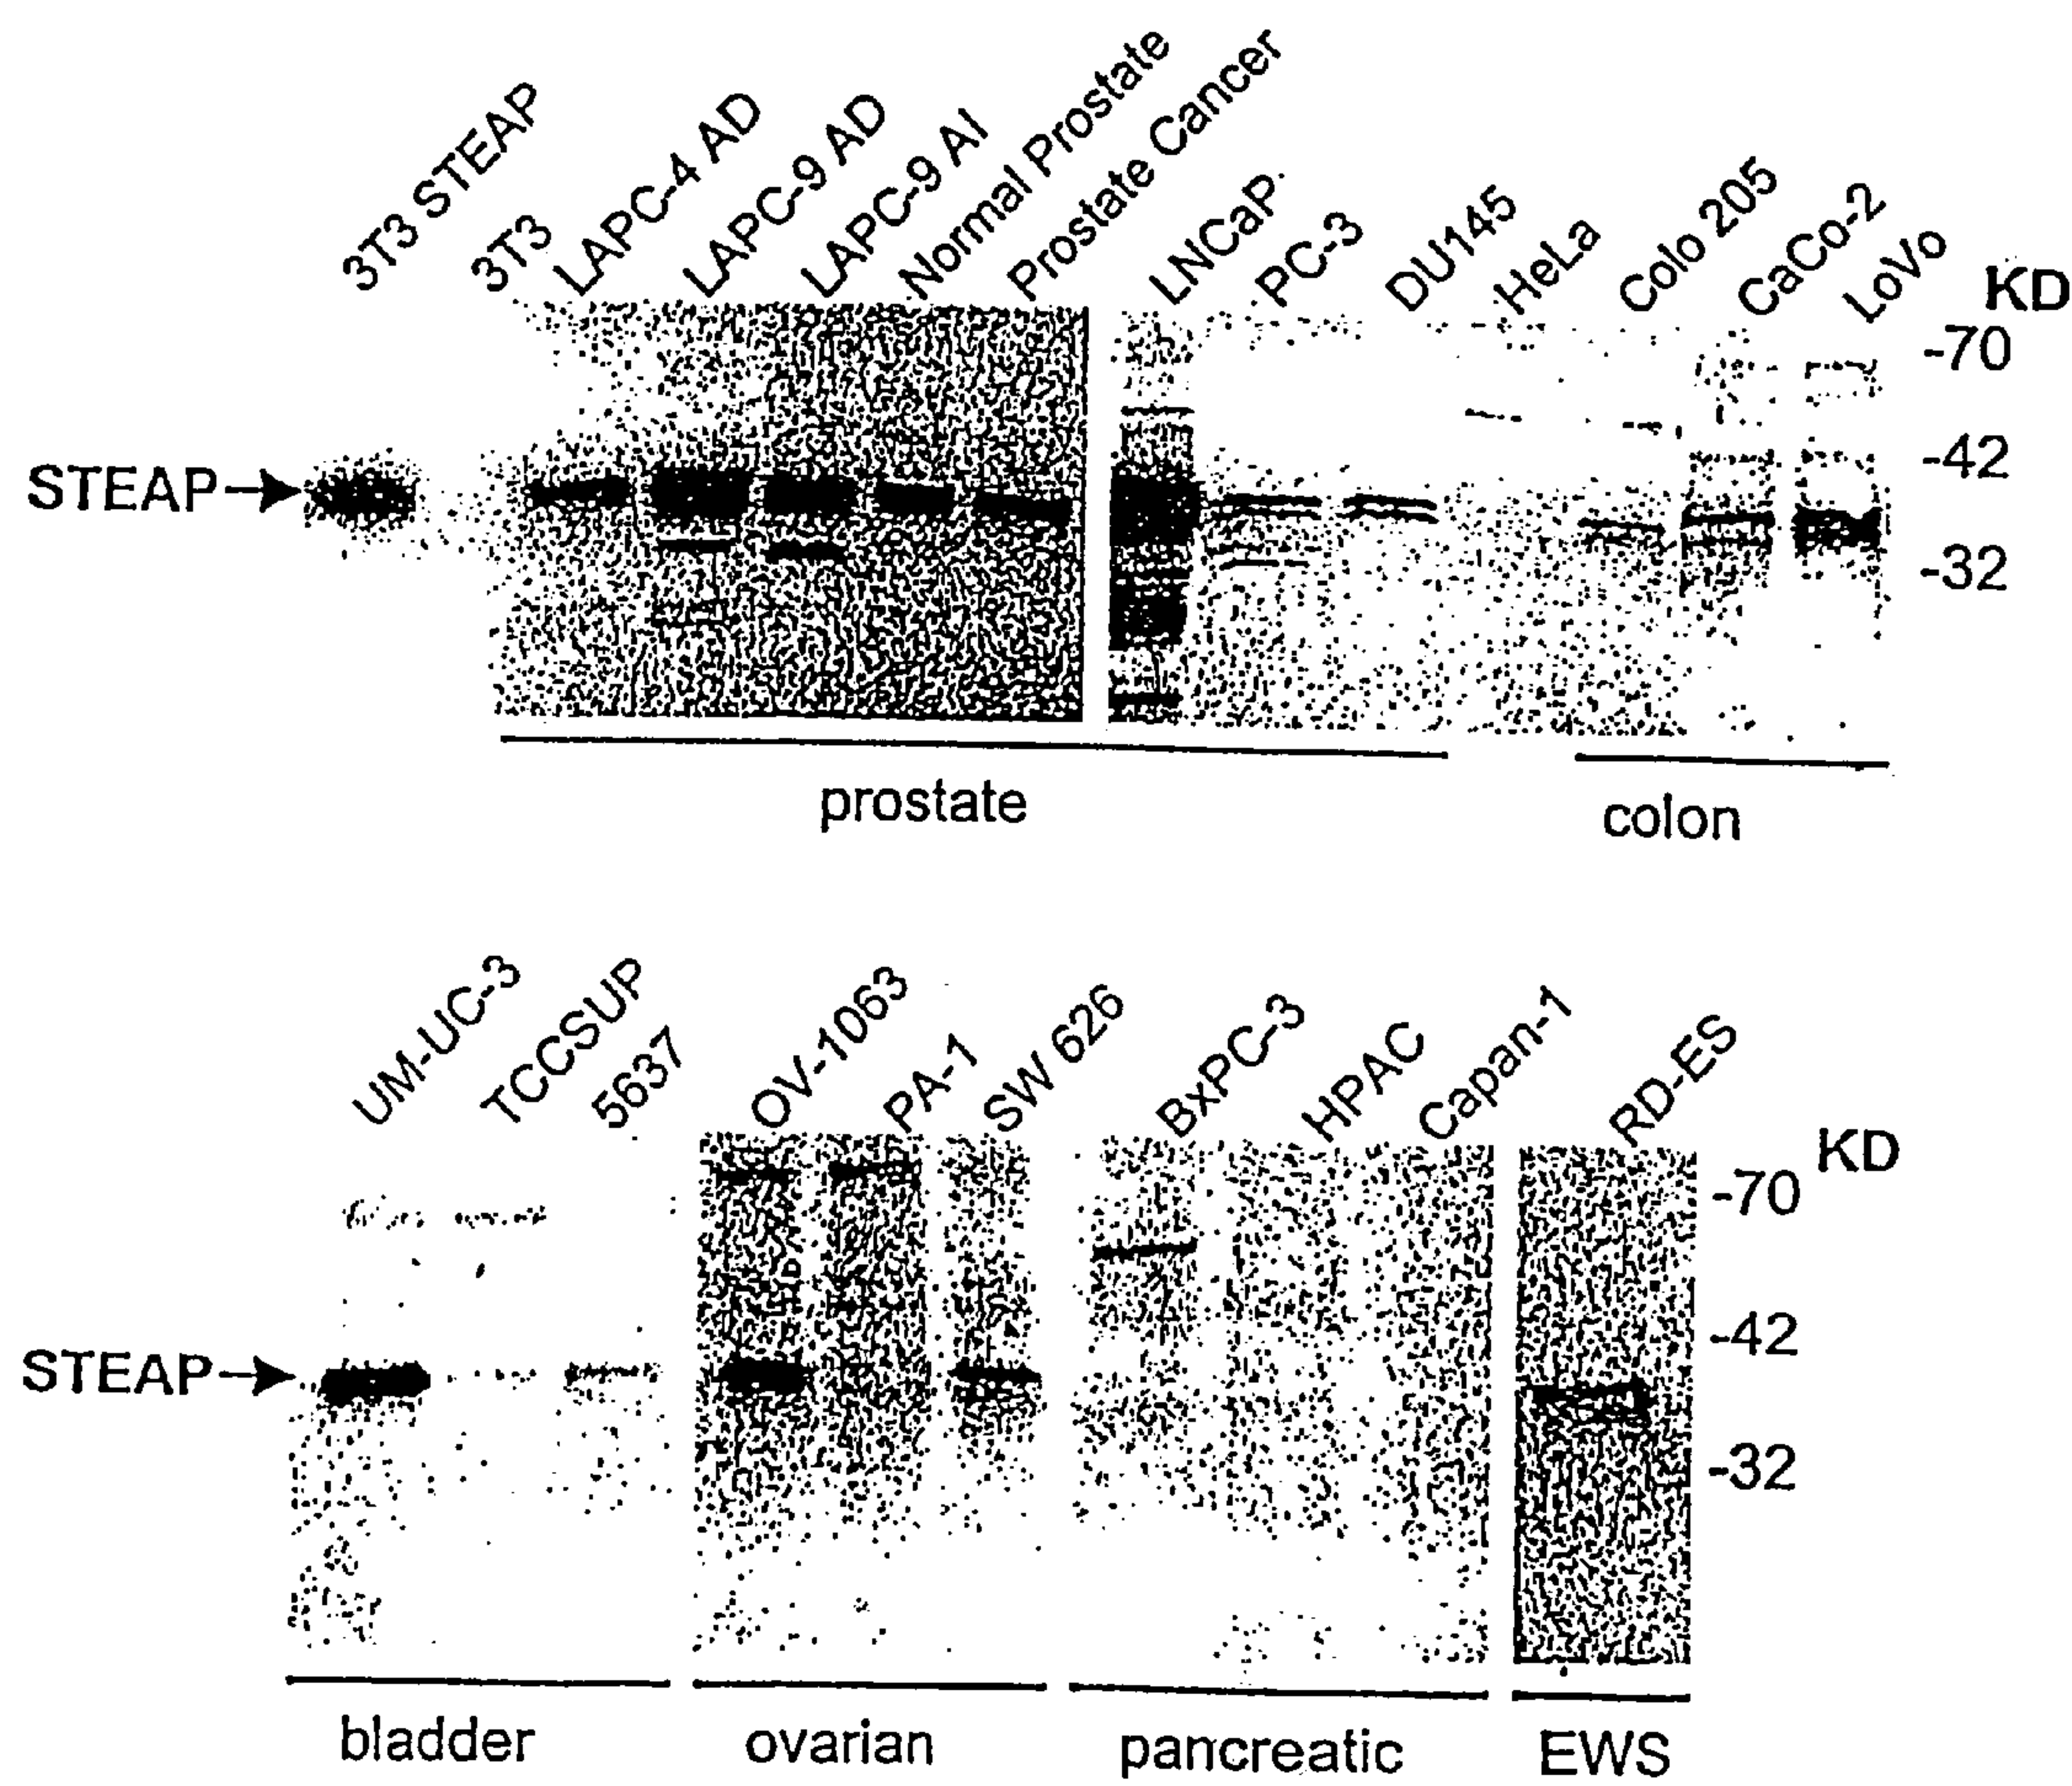 3T3 STEAP
3T3
LAPC-4 AD
LAPC-9 AD
LAPC-9 AI
Normal Prostate
Prostate Cancer
LNCaP
PC-3
DU145
HeLa
Colo 205
CaCo-2
LoVo
KD
-70
-42
-32
STEAP
prostate
colon
UM-UC-3
TCCSUP
5637
OV-1063
PA-1
SW 626
BxPC-3
HPAC
Capan-1
RD-ES
KD
-70
-42
-32
STEAP
bladder
ovarian
pancreatic
EWS